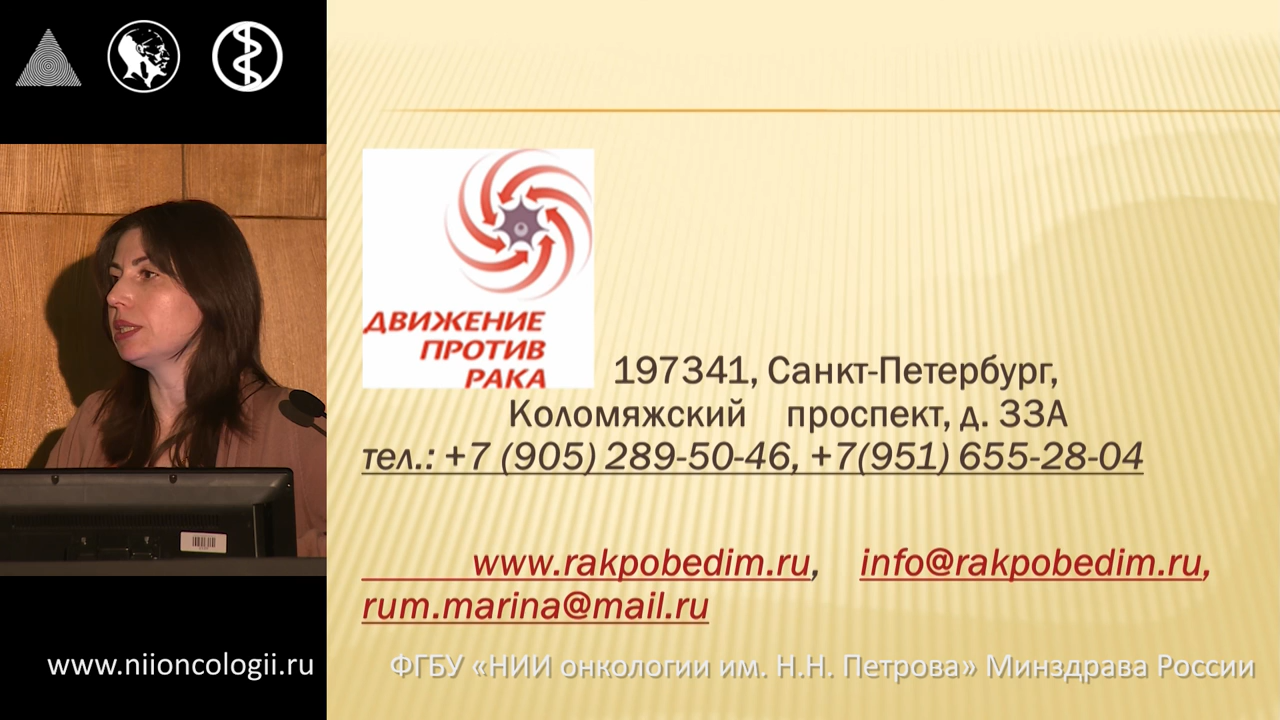 ДВИЖЕНИЕ
ПРОТИВ
РАКА
197341, Санкт-Петербург,
Коломяжский проспект, д. 33А
тел.: +7 (905) 289-50-46, +7(951) 655-28-04
www.rakpobedim.ru, info@rakpobedim.ru,
rum.marina@mail.ru
www.niioncologii.ru
ФГБУ «НИИ онкологии им. Н.Н. Петрова» Минздрава России